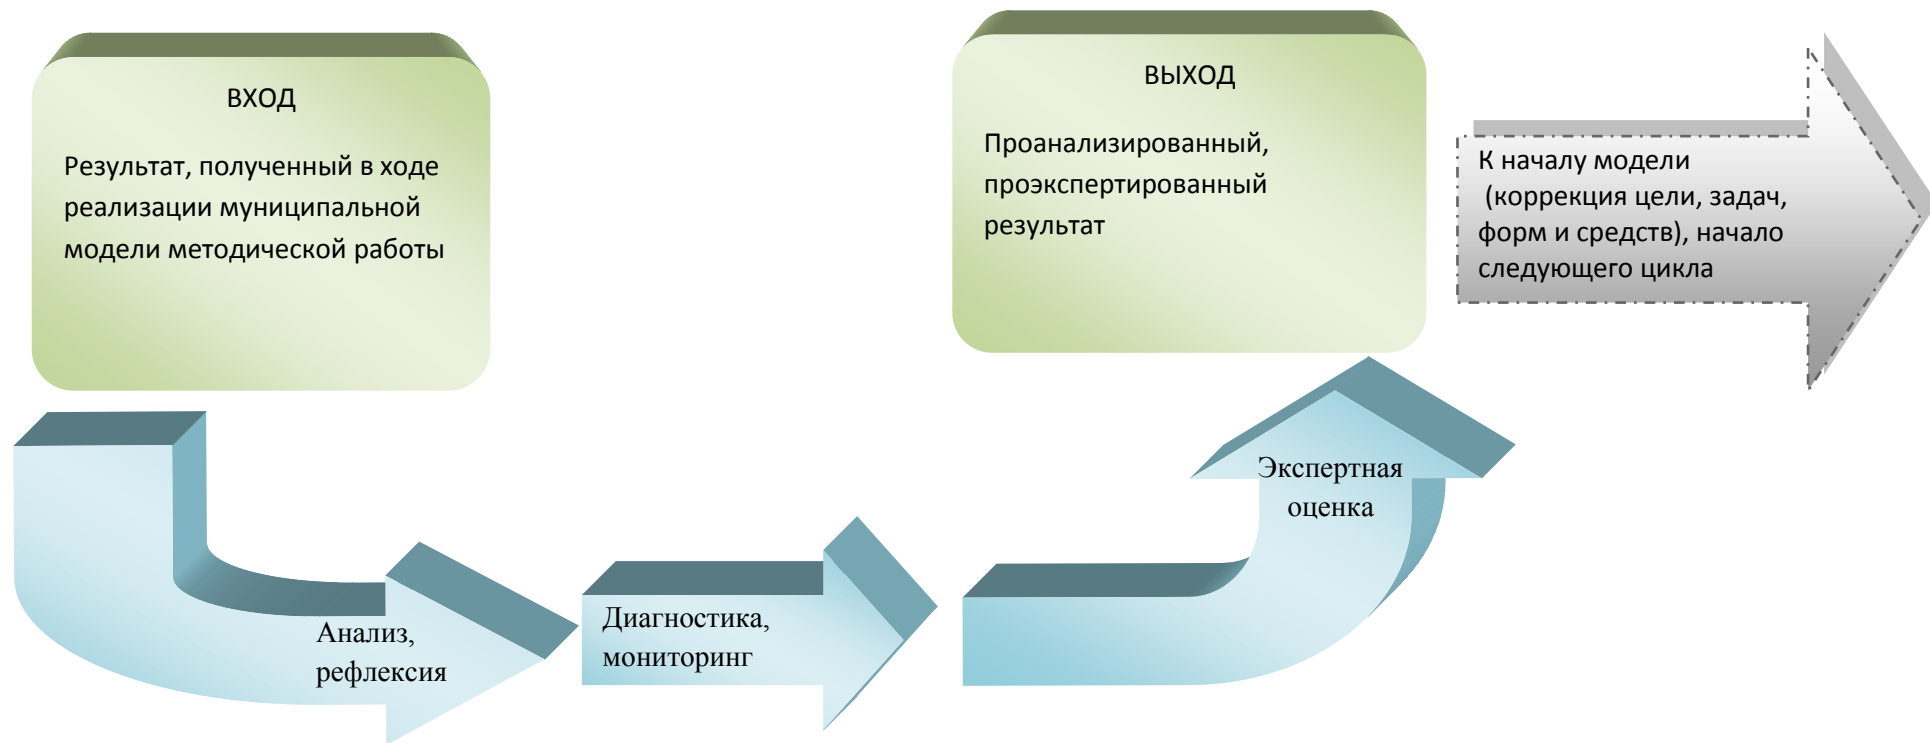 ВХОД
Результат, полученный в ходе
реализации муниципальной
модели методической работы
ВЫХОД
Проанализированный,
проэкспертированный
результат
К началу модели
(коррекция цели, задач,
форм и средств), начало
следующего цикла
Анализ,
рефлексия
Диагностика,
мониторинг
Экспертная
оценка